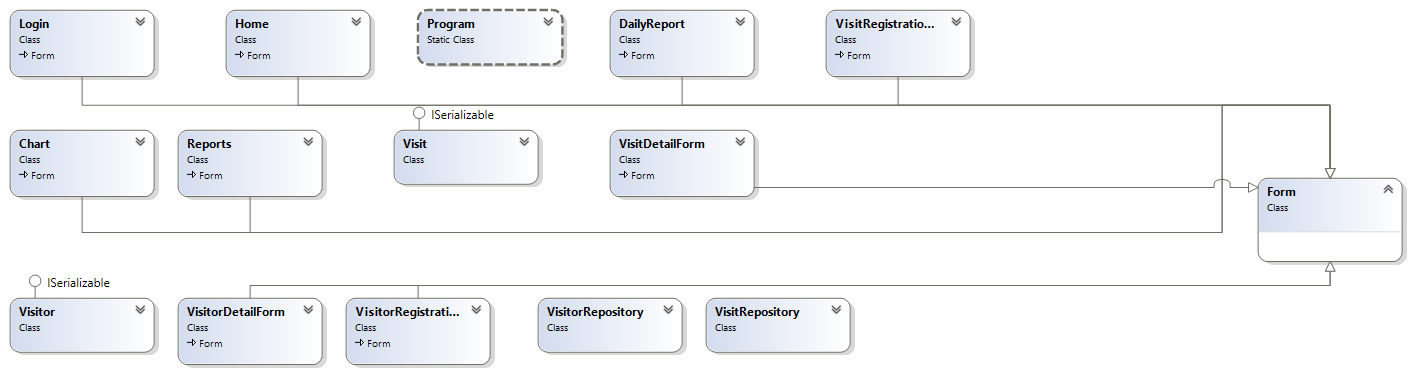 Login
Class
Form
Home
Class
Form
Program
Static Class
DailyReport
Class
Form
VisitRegistratio...
Class
Form
ISerializable
Chart
Class
Form
Reports
Class
Form
Visit
Class
VisitDetailForm
Class
Form
Form
Class
ISerializable
Visitor
Class
VisitorDetailForm
Class
Form
VisitorRegistrati...
Class
Form
VisitorRepository
Class
VisitRepository
Class